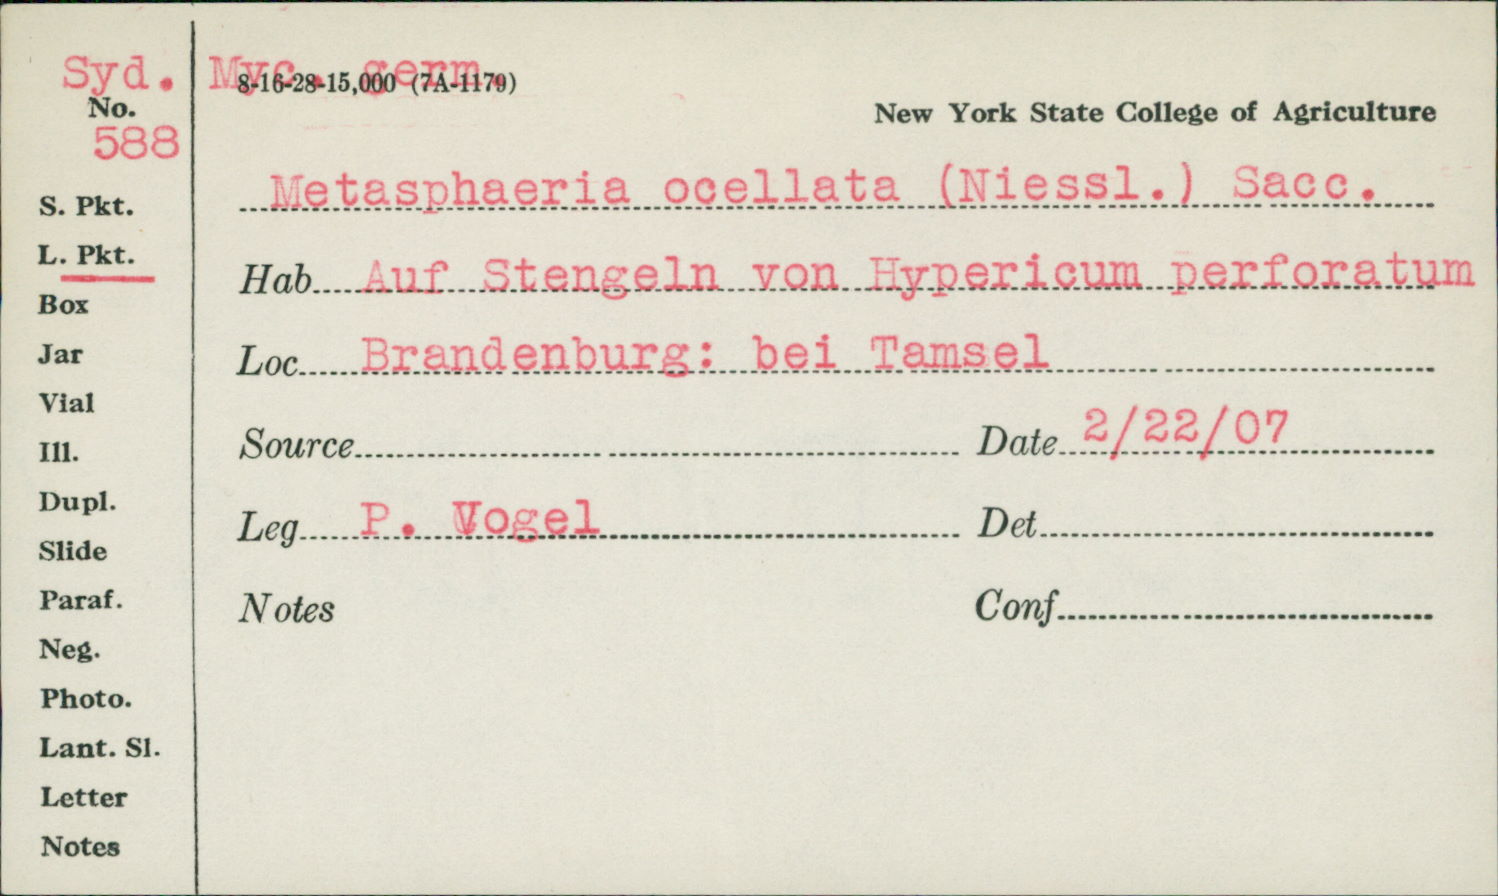 Syd. Myc. germ.
8-16-28-15,000 (7A-1179)
No.
588
New York State College of Agriculture
Metasphaeria ocellata (Niessl.) Sacc.
S. Pkt.
L. Pkt.
Box
Jar
Vial
Ill.
Dupl.
Slide
Paraf.
Neg.
Photo.
Lant. Sl.
Letter
Notes
Hab Auf Stengeln von Hypericum perforatum
Loc Brandenburg: bei Tamsel
Source Date 2/22/07
Leg P. Vogel Det
Notes Conf